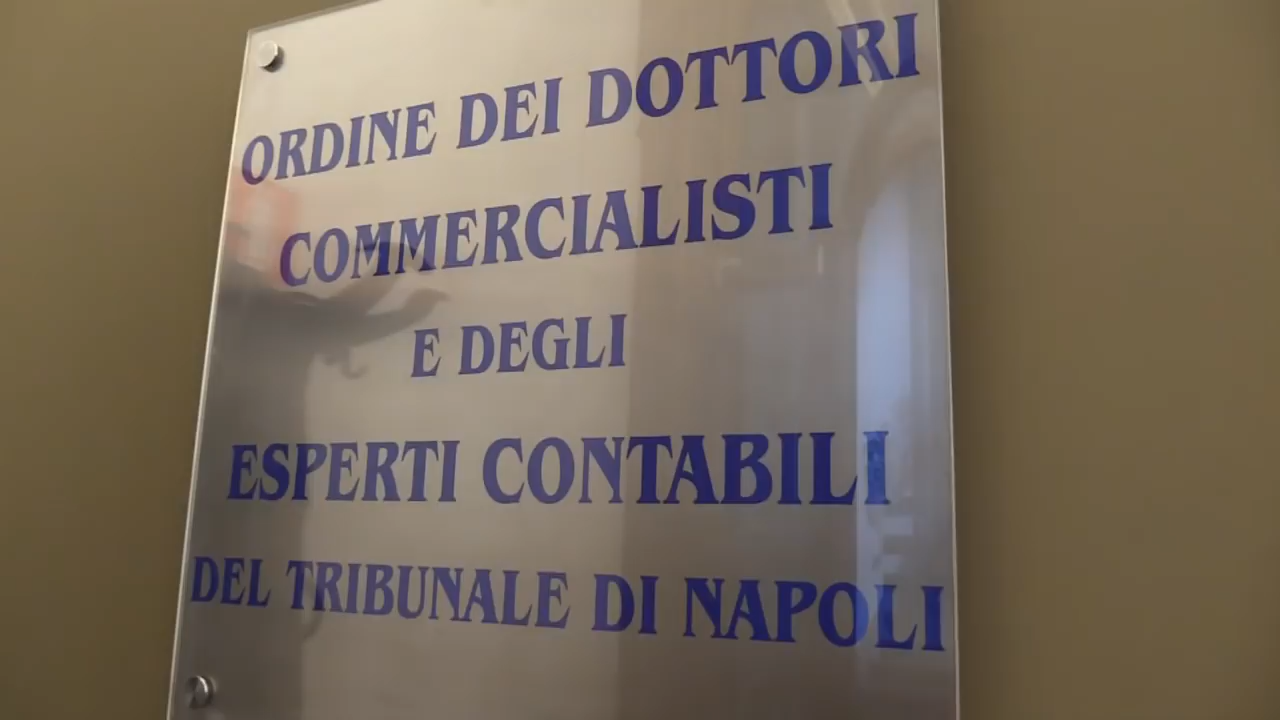 ORDINE DEI DOTTORI
COMMERCIALISTI
E DEGLI
ESPERTI CONTABILI
DEL TRIBUNALE DI NAPOLI